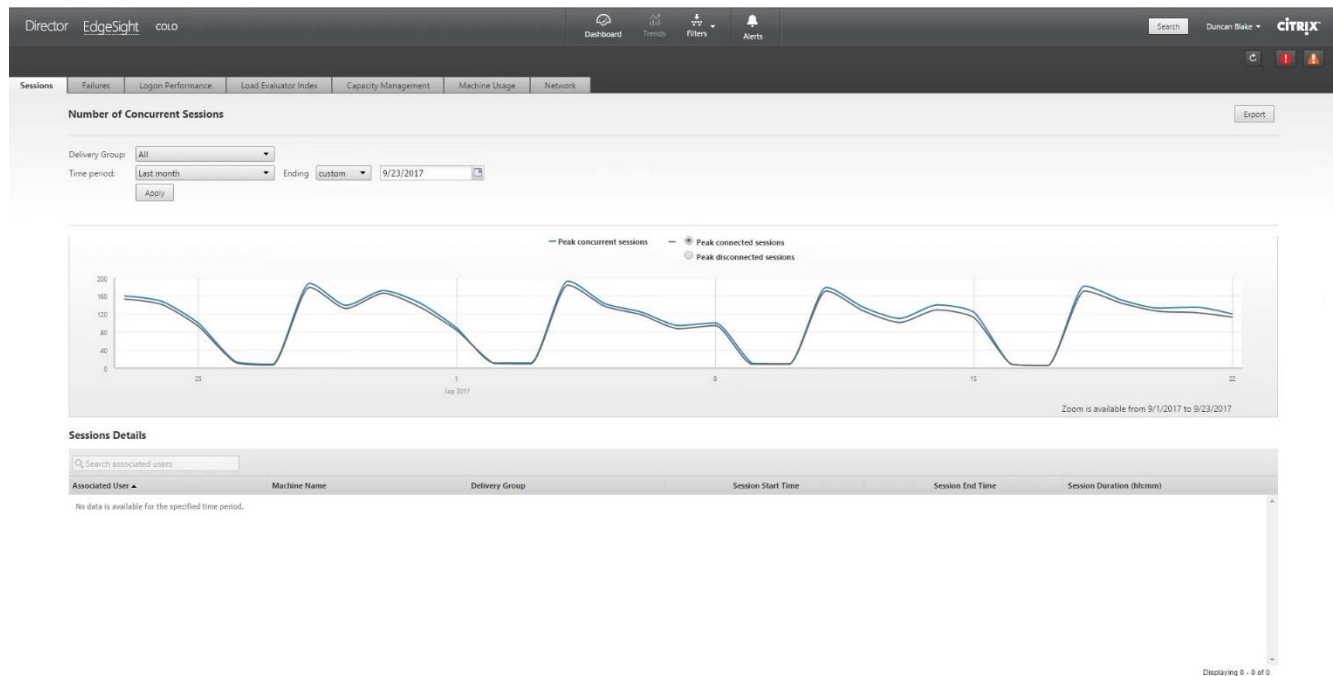 Director EdgeSight COLO Dashboard Trends Filters Alerts Search Duncan Blake CİTRIX
Sessions Failures Logon Performance Load Evaluator Index Capacity Management Machine Usage Network
Number of Concurrent Sessions Export
Delivery Group: All
Time period: Last month Ending custom 9/23/2017
Apply
Peak concurrent sessions Peak connected sessions
Peak disconnected sessions
200
160
120
80
40
0
25 1 8 15 22
Sep 2017
Zoom is available from 9/1/2017 to 9/23/2017
Sessions Details
Search associated users
Associated User Machine Name Delivery Group Session Start Time Session End Time Session Duration (hh:mm)
No data is available for the specified time period.
Displaying 0 - 0 of 0